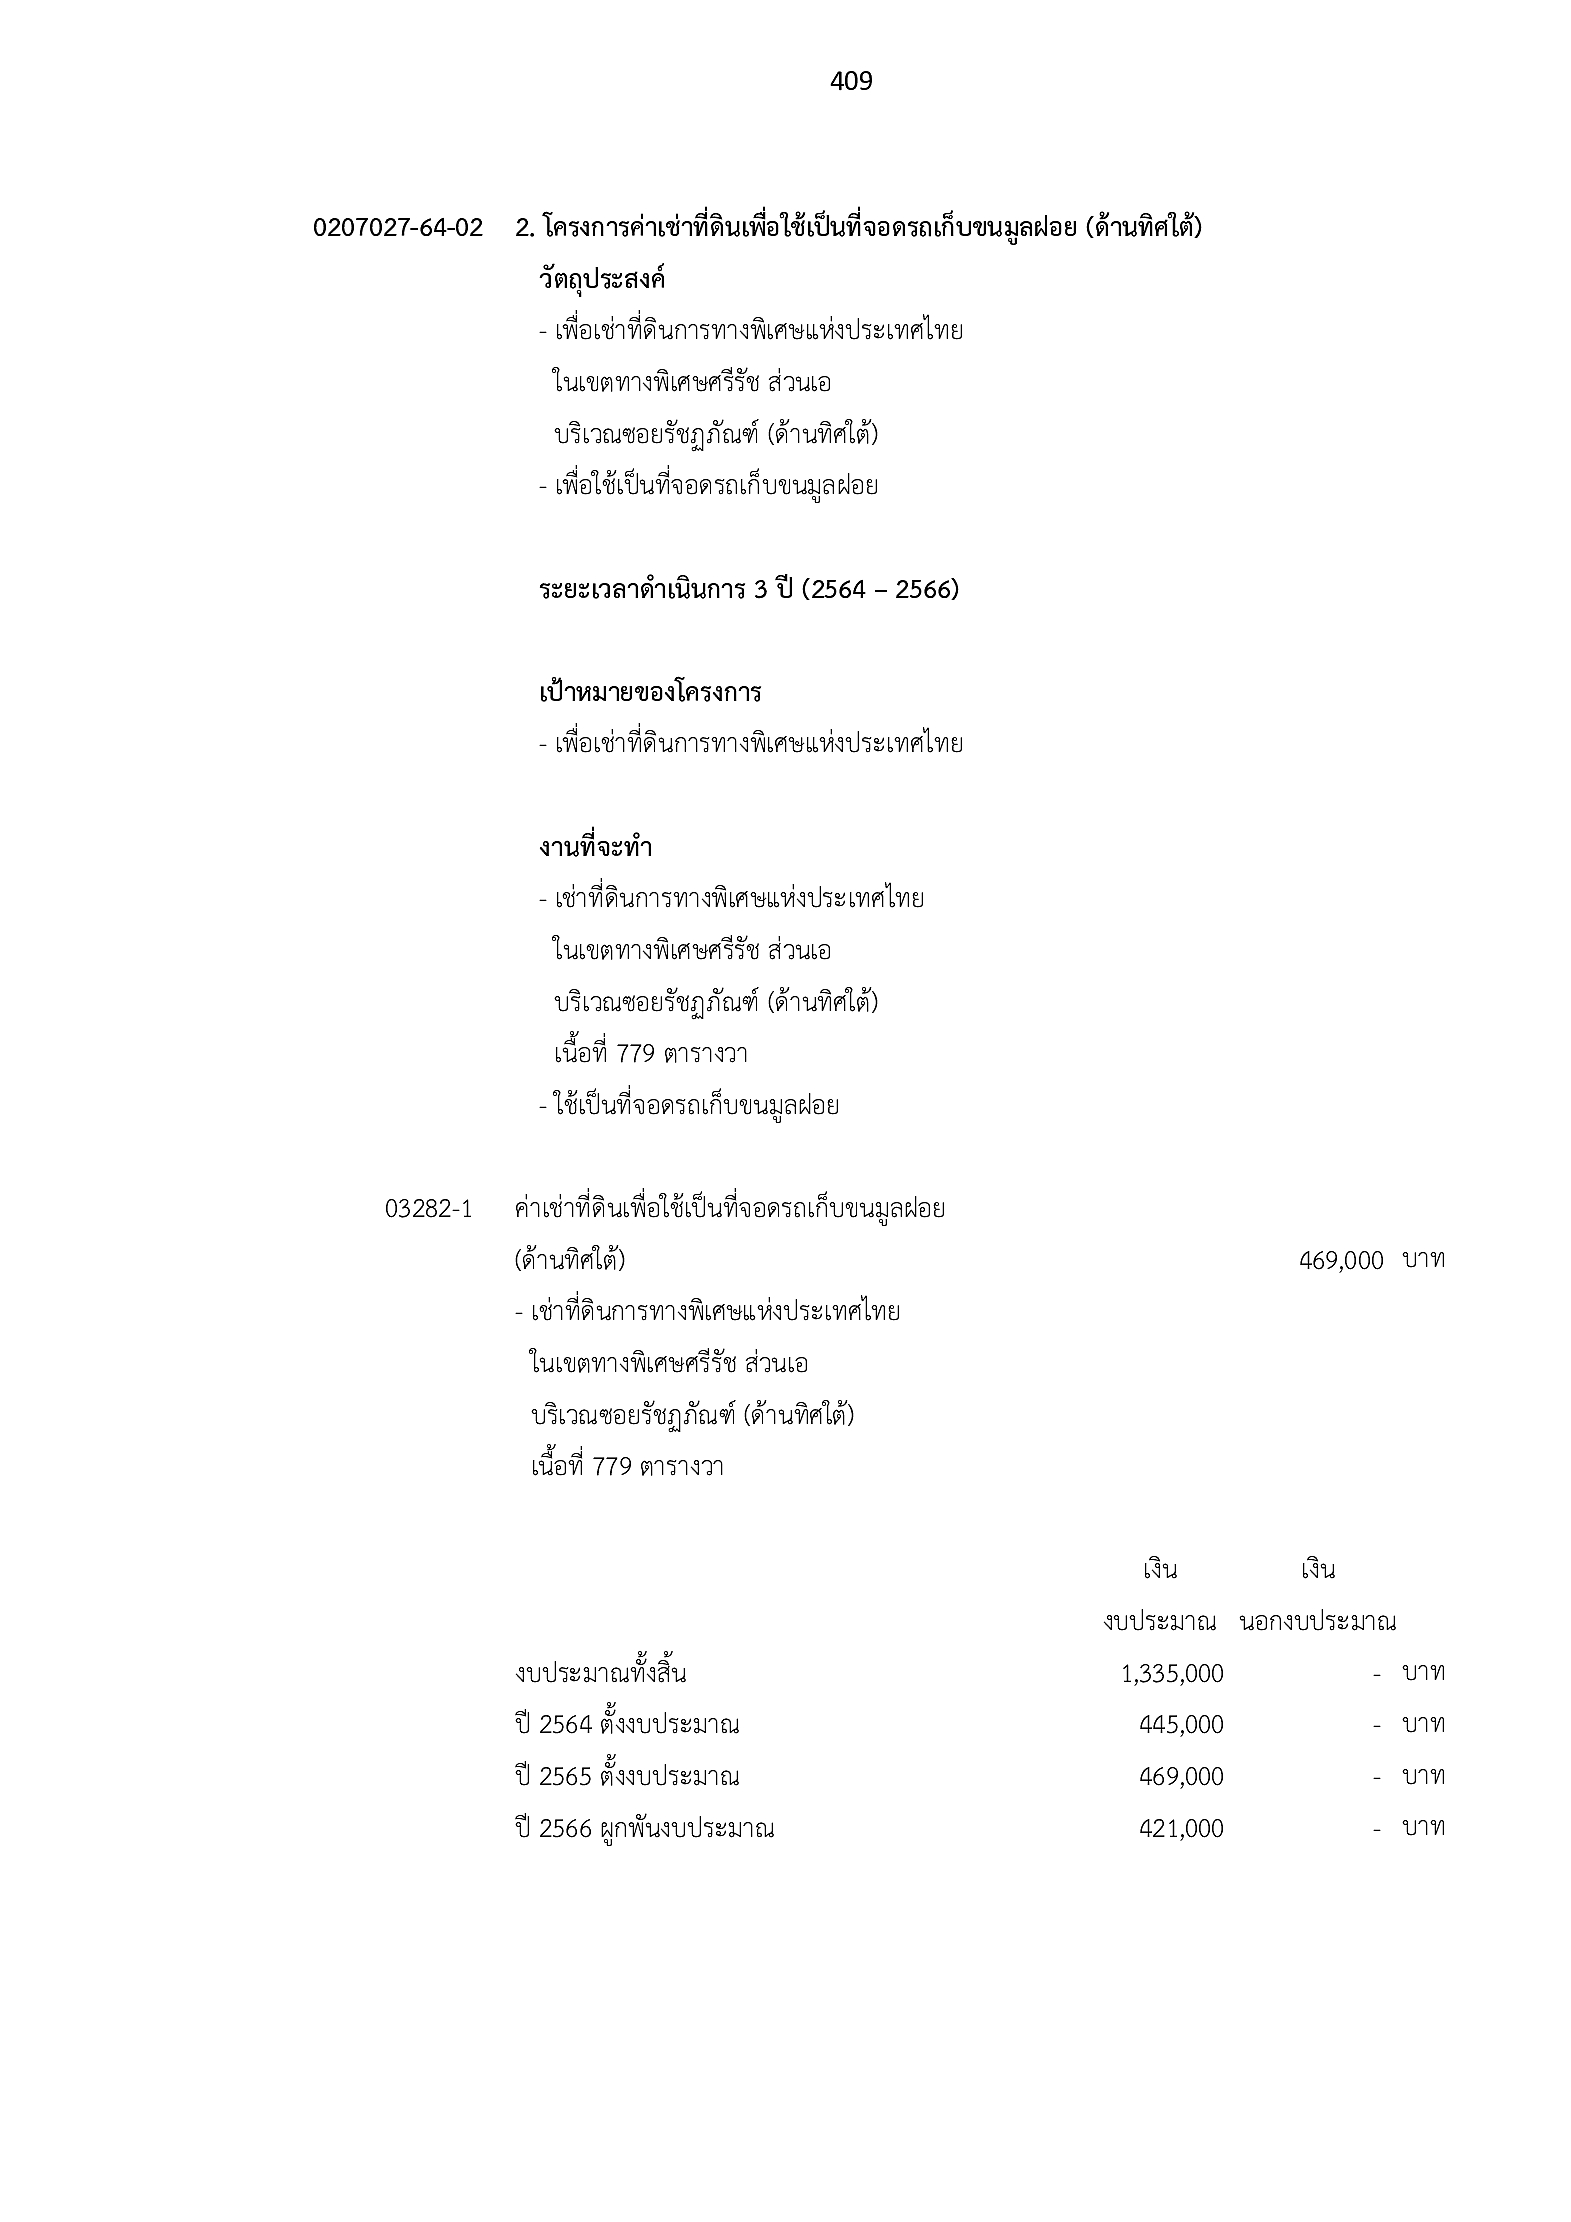 409
0207027-64-02 2. โครงการค่าเช่าที่ดินเพื่อใช้เป็นที่จอดรถเก็บขนมูลฝอย (ด้านทิศใต้)
วัตถุประสงค์
- เพื่อเช่าที่ดินการทางพิเศษแห่งประเทศไทย
ในเขตทางพิเศษศรีรัช ส่วนเอ
บริเวณซอยรัชฏภัณฑ์ (ด้านทิศใต้)
- เพื่อใช้เป็นที่จอดรถเก็บขนมูลฝอย
ระยะเวลาดำเนินการ 3 ปี (2564 – 2566)
เป้าหมายของโครงการ
- เพื่อเช่าที่ดินการทางพิเศษแห่งประเทศไทย
งานที่จะทำ
- เช่าที่ดินการทางพิเศษแห่งประเทศไทย
ในเขตทางพิเศษศรีรัช ส่วนเอ
บริเวณซอยรัชฏภัณฑ์ (ด้านทิศใต้)
เนื้อที่ 779 ตารางวา
- ใช้เป็นที่จอดรถเก็บขนมูลฝอย
03282-1 ค่าเช่าที่ดินเพื่อใช้เป็นที่จอดรถเก็บขนมูลฝอย
(ด้านทิศใต้) 469,000 บาท
- เช่าที่ดินการทางพิเศษแห่งประเทศไทย
ในเขตทางพิเศษศรีรัช ส่วนเอ
บริเวณซอยรัชฏภัณฑ์ (ด้านทิศใต้)
เนื้อที่ 779 ตารางวา
เงิน เงิน
งบประมาณ นอกงบประมาณ
งบประมาณทั้งสิ้น 1,335,000 - บาท
ปี 2564 ตั้งงบประมาณ 445,000 - บาท
ปี 2565 ตั้งงบประมาณ 469,000 - บาท
ปี 2566 ผูกพันงบประมาณ 421,000 - บาท